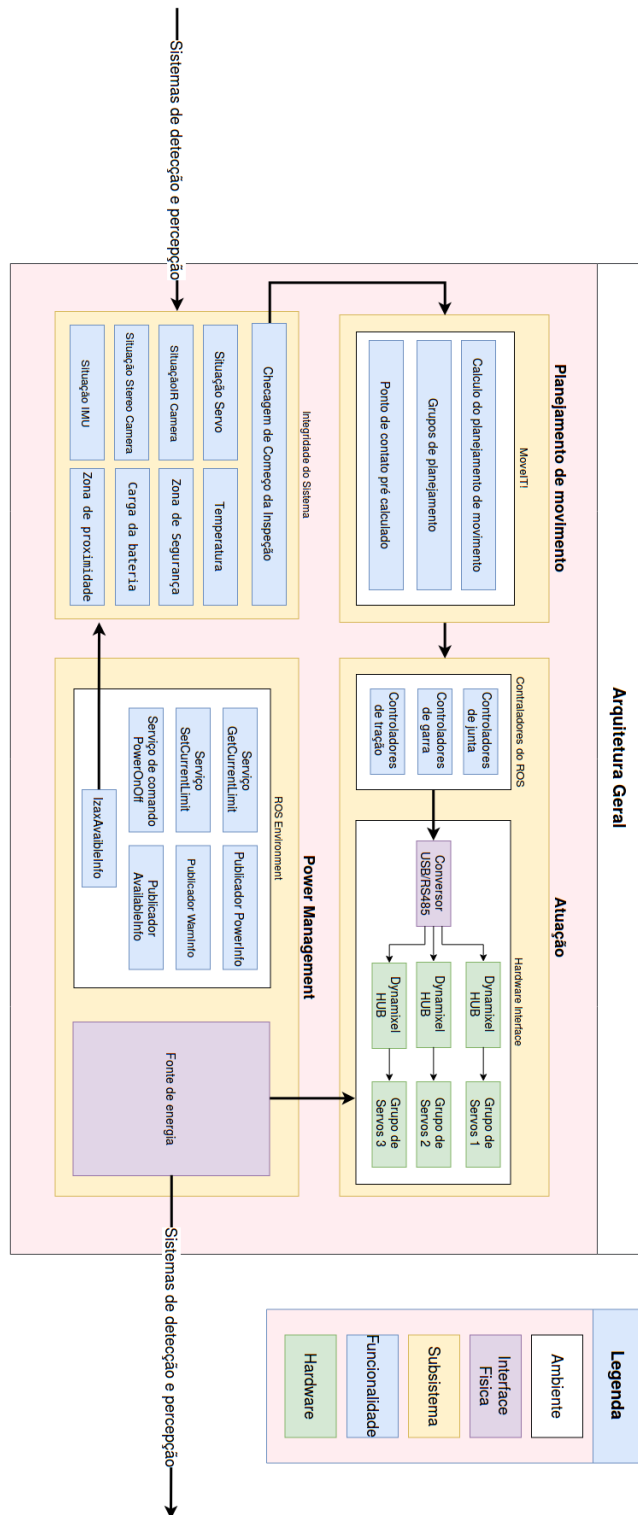 Arquitetura Geral
Sistemas de detecção e percepção
Integridade do Sistema
Checagem de Começo da Inspeção
Situação Servo
Temperatura
SituaçãoIR Camera
Zona de Segurança
Situação Stereo Camera
Carga da bateria
Situação IMU
Zona de proximidade
Planejamento de movimento
MoveIT!
Calculo do planejamento de movimento
Grupos de planejamento
Ponto de contato pré calculado
Atuação
Contraladores do ROS
Controladores
de junta
Controladores
de garra
Controladores
de tração
Hardware Interface
Conversor
USB/RS485
Dynamixel
HUB
Grupo de
Servos 1
Dynamixel
HUB
Grupo de
Servos 2
Dynamixel
HUB
Grupo de
Servos 3
Power Management
ROS Environment
Serviço
GetCurrentLimit
Publicador PowerInfo
Serviço
SetCurrentLimit
Publicador WarnInfo
Serviço de comando
PowerOnOff
Publicador
AvailableInfo
IzaxAvaibleInfo
Fonte de energia
Sistemas de detecção e percepção
Legenda
Ambiente
Interface
Fisica
Subsistema
Funcionalidade
Hardware